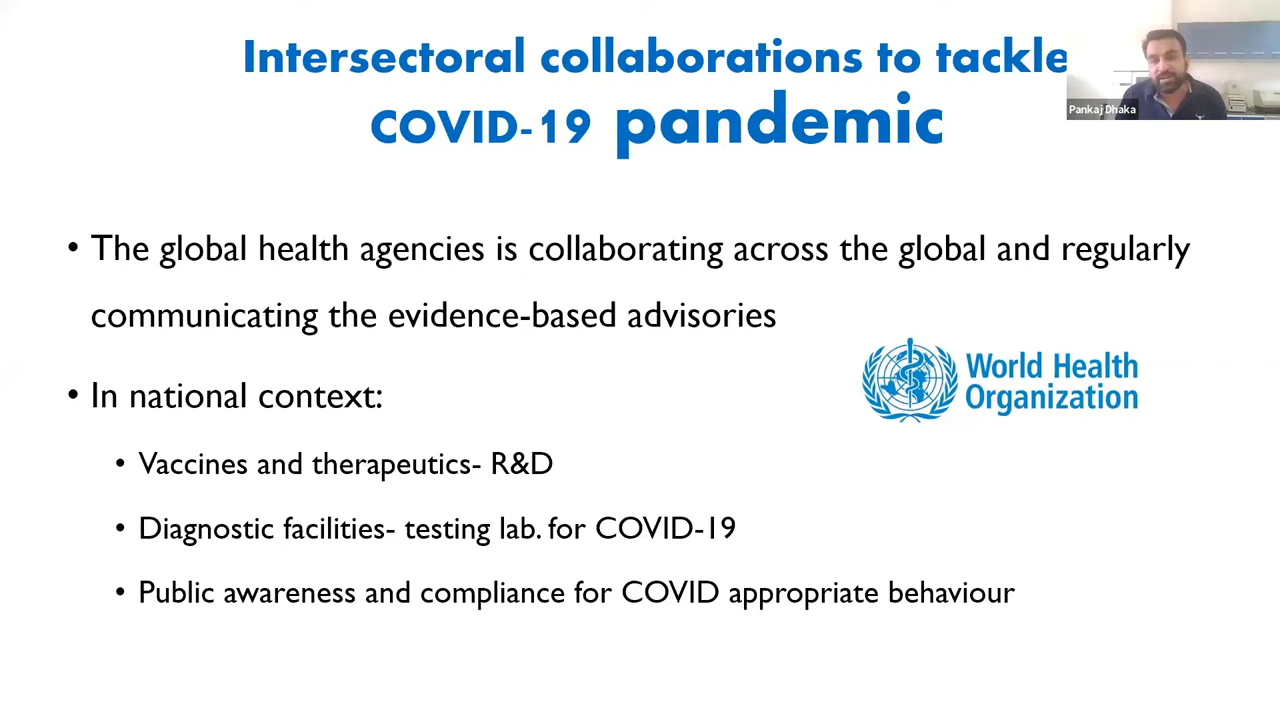 Intersectoral collaborations to tackle
COVID-19 pandemic
Pankaj Dhaka
• The global health agencies is collaborating across the global and regularly
communicating the evidence-based advisories
World Health
Organization
• In national context:
• Vaccines and therapeutics- R&D
• Diagnostic facilities- testing lab. for COVID-19
• Public awareness and compliance for COVID appropriate behaviour